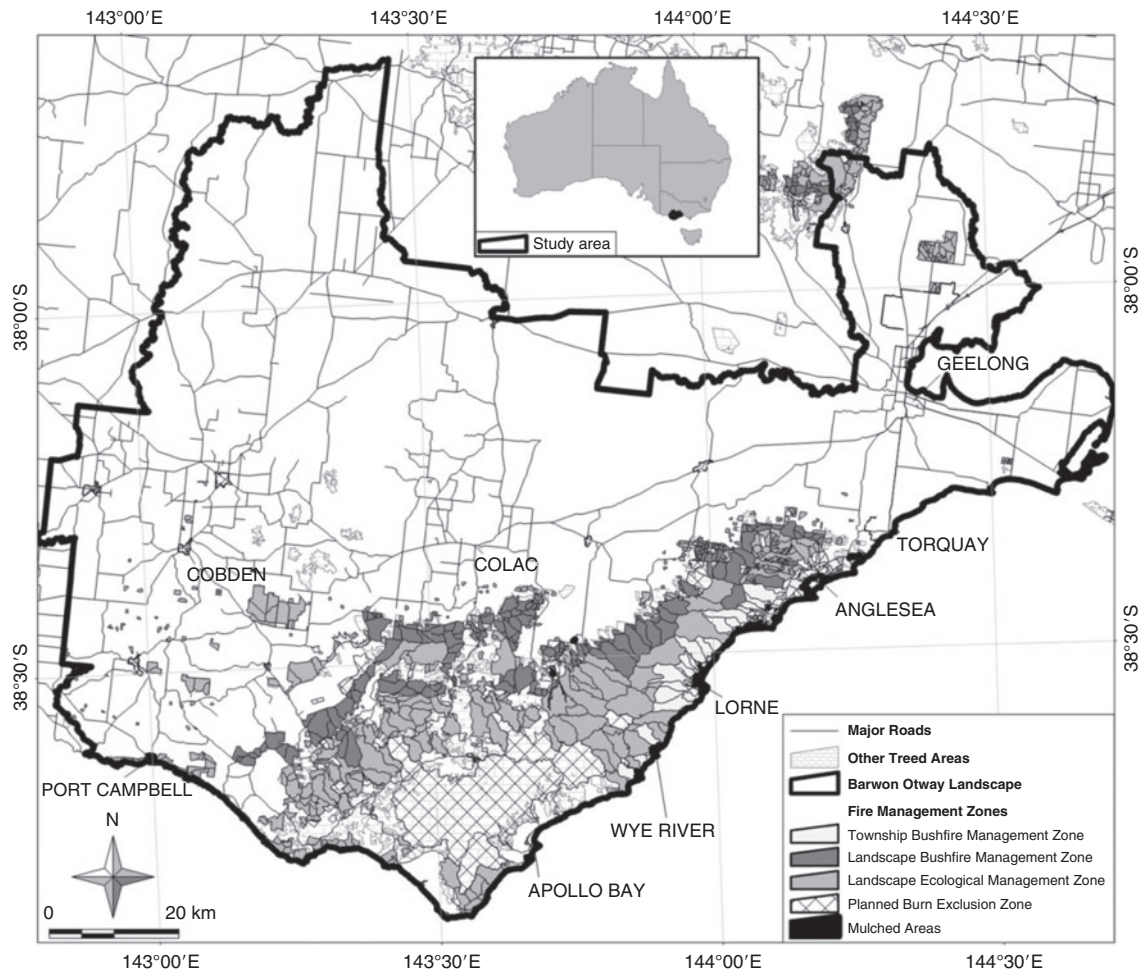 143°00′E
143°30′E
144°00′E
144°30′E
Study area
38°00′S
38°00′S
GEELONG
TORQUAY
COLAC
COBDEN
ANGLESEA
38°30′S
38°30′S
LORNE
PORT CAMPBELL
WYE RIVER
APOLLO BAY
N
0 20 km
Major Roads
Other Treed Areas
Barwon Otway Landscape
Fire Management Zones
Township Bushfire Management Zone
Landscape Bushfire Management Zone
Landscape Ecological Management Zone
Planned Burn Exclusion Zone
Mulched Areas
143°00′E
143°30′E
144°00′E
144°30′E